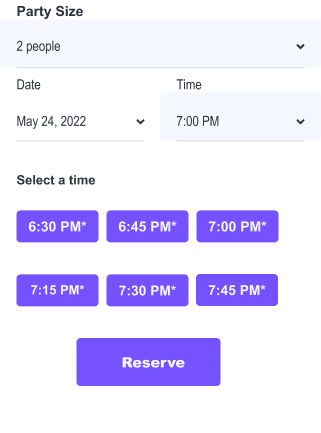 Party Size
2 people
Date Time
May 24, 2022 7:00 PM
Select a time
6:30 PM* 6:45 PM* 7:00 PM*
7:15 PM* 7:30 PM* 7:45 PM*
Reserve